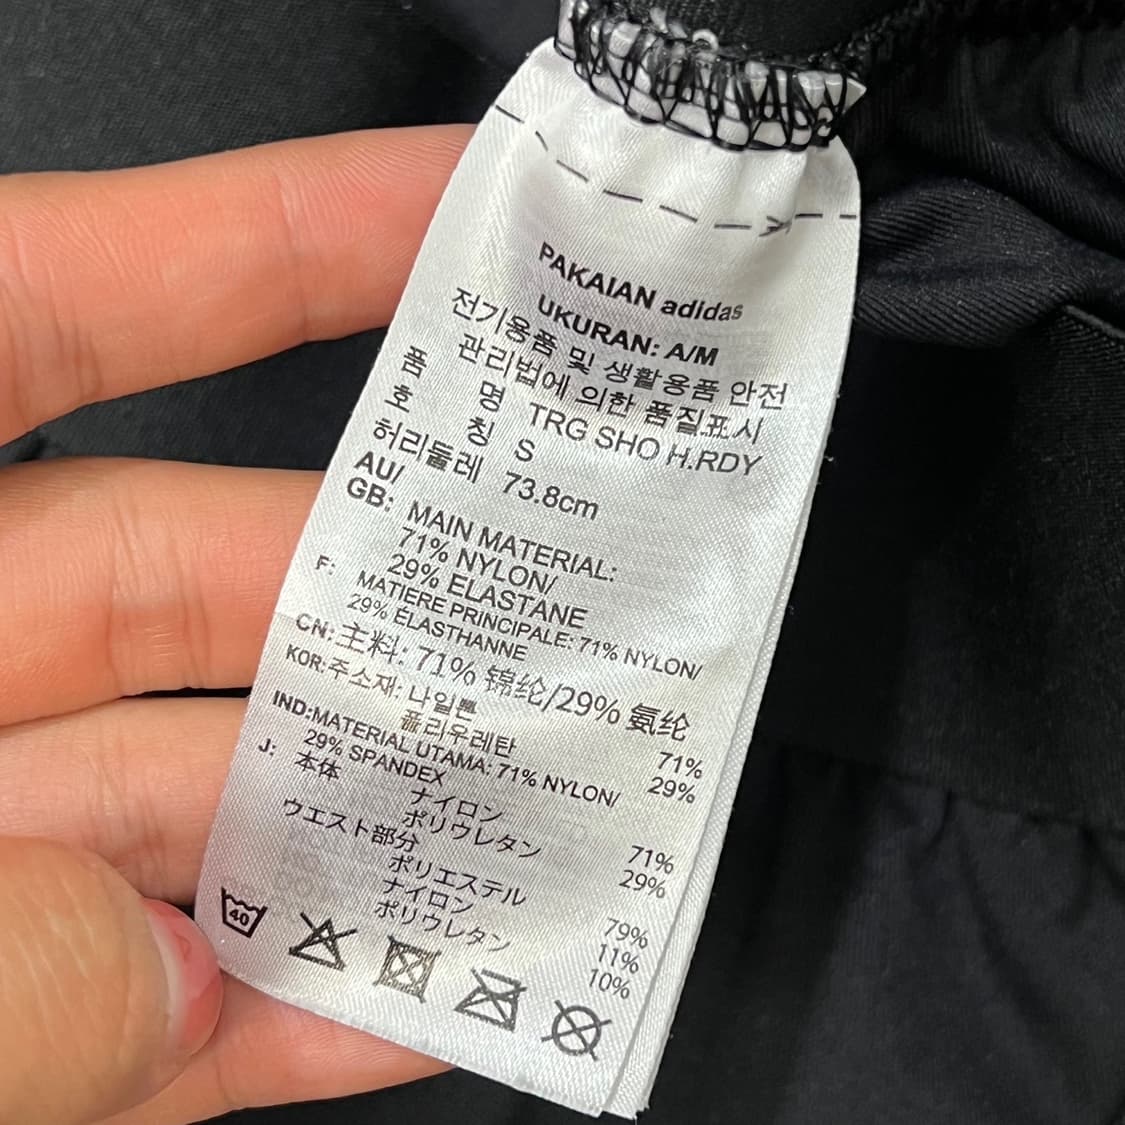 PAKAIAN adidas
UKURAN: A/M
전기용품 및 생활용품 안전
관리법에 의한 품질표시
품 명 TRG SHO H.RDY
호 칭 S
허리둘레 73.8cm
AU/
GB: MAIN MATERIAL:
71% NYLON/
29% ELASTANE
F: MATIERE PRINCIPALE: 71% NYLON/
29% ÉLASTHANNE
CN: 主料: 71% 锦纶/29% 氨纶
KOR: 주소재: 나일론 71%
폴리우레탄 29%
IND:MATERIAL UTAMA: 71% NYLON/
29% SPANDEX
J: 本体
ナイロン 71%
ポリウレタン 29%
ウエスト部分
ポリエステル 79%
ナイロン 11%
ポリウレタン 10%
40